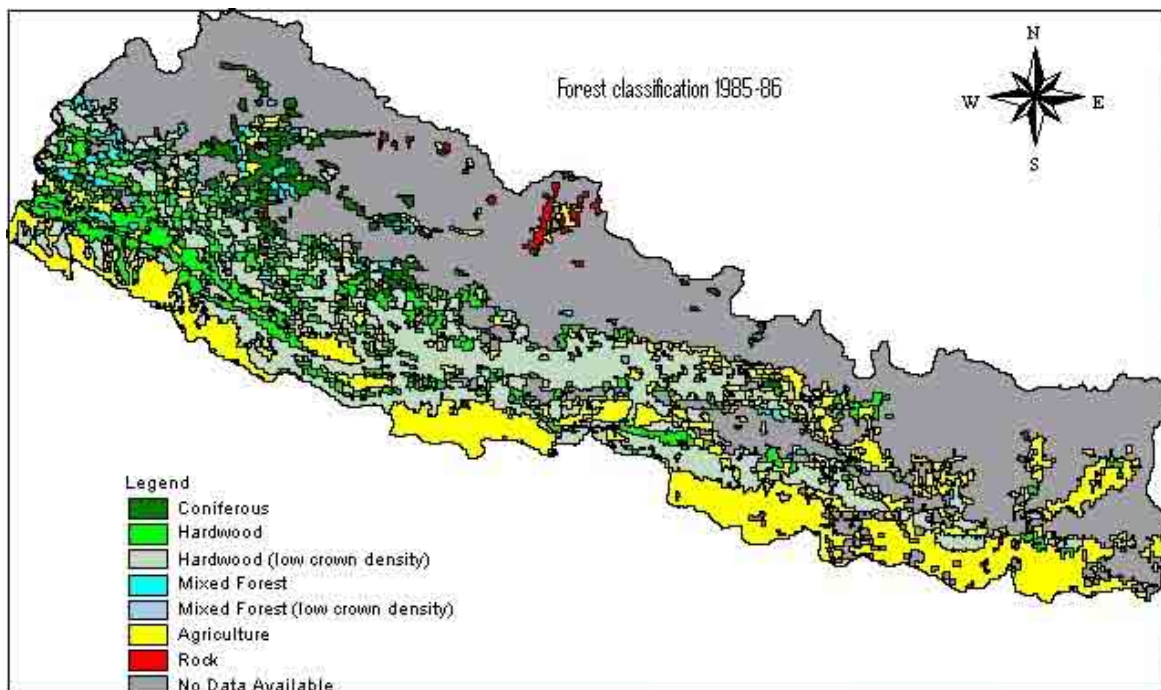 Forest classification 1985-86
N
W E
S
Legend
Coniferous
Hardwood
Hardwood (low crown density)
Mixed Forest
Mixed Forest (low crown density)
Agriculture
Rock
No Data Available